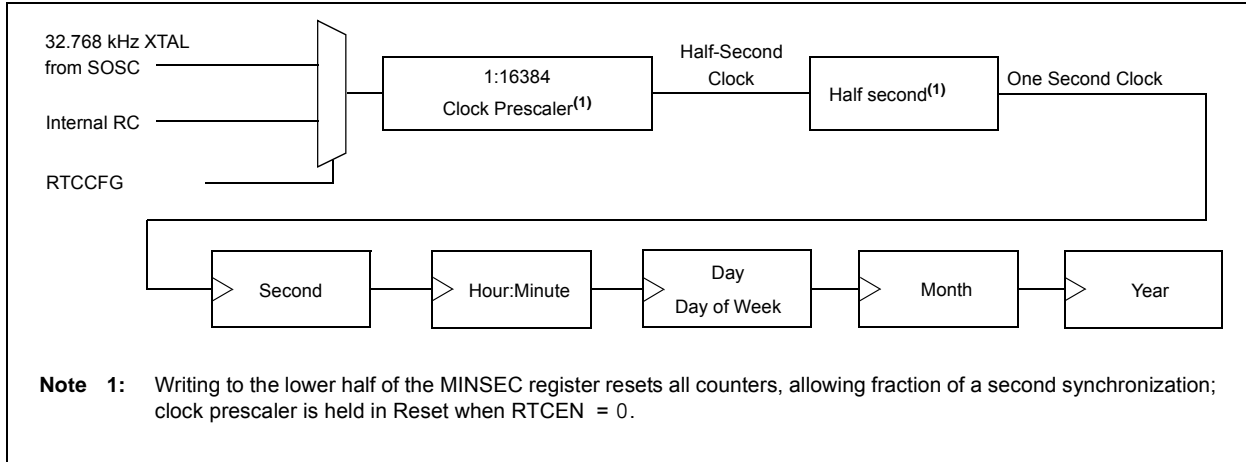 32.768 kHz XTAL
from SOSC
Internal RC
RTCCFG
1:16384
Clock Prescaler(1)
Half-Second
Clock
Half second(1)
One Second Clock
Second
Hour:Minute
Day
Day of Week
Month
Year
Note 1: Writing to the lower half of the MINSEC register resets all counters, allowing fraction of a second synchronization;
clock prescaler is held in Reset when RTCEN = 0.